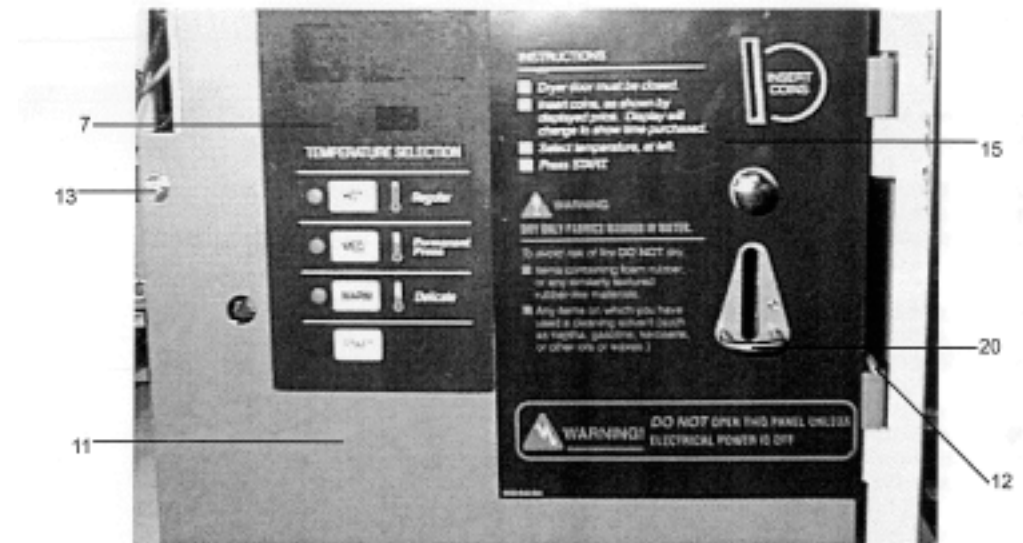 7
13
11
TEMPERATURE SELECTION
HOT
Regular
MED
Permanent
Press
WARM
Delicate
START
INSTRUCTIONS
Dryer door must be closed.
Insert coins, as shown by
displayed price. Display will
change to show time purchased.
Select temperature, at left.
Press START.
INSERT
COINS
WARNING
DRY ONLY FABRICS WASHED IN WATER.
To avoid risk of fire DO NOT dry:
Items containing foam rubber,
or any similarly textured
rubber-like materials.
Any items on which you have
used a cleaning solvent (such
as naptha, gasoline, kerosene,
or other oils or waxes.)
WARNING!
DO NOT OPEN THIS PANEL UNLESS
ELECTRICAL POWER IS OFF
15
20
12